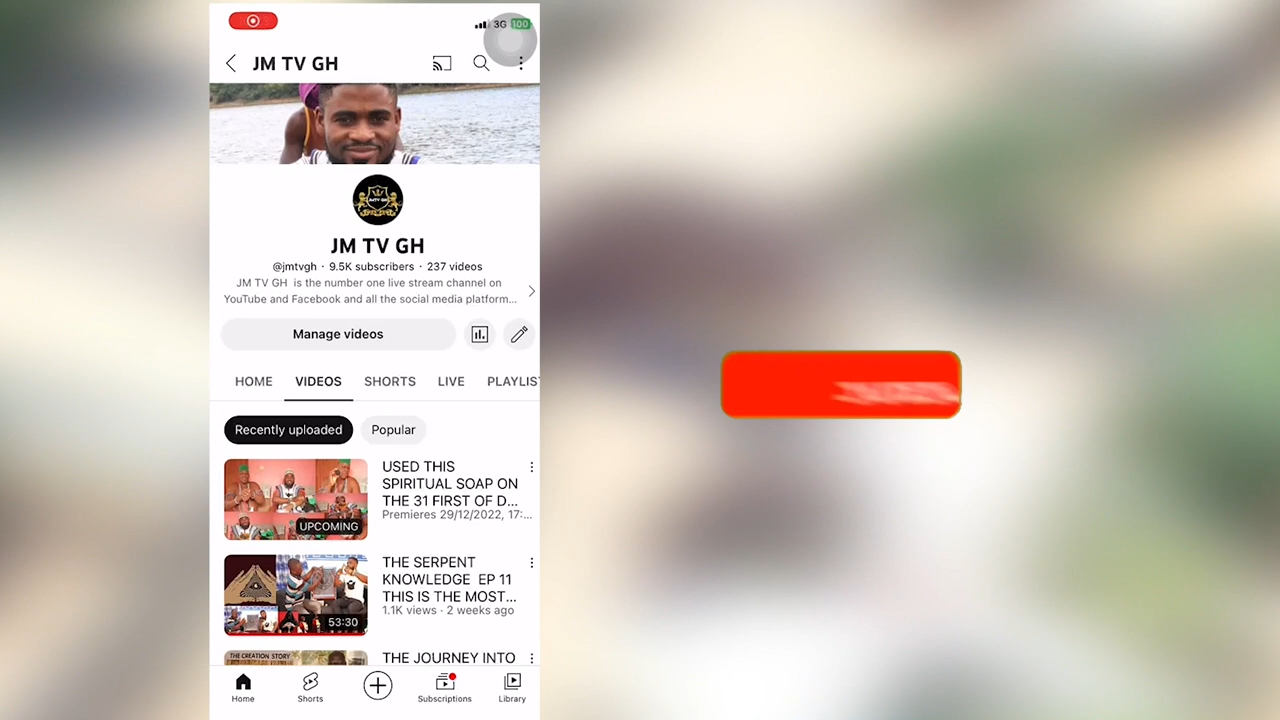 3G 100
JM TV GH
JMTV GH
JM TV GH
@jmtvgh · 9.5K subscribers · 237 videos
JM TV GH is the number one live stream channel on
YouTube and Facebook and all the social media platform...
Manage videos
HOME VIDEOS SHORTS LIVE PLAYLIS
Recently uploaded Popular
USED THIS
SPIRITUAL SOAP ON
THE 31 FIRST OF D...
Premieres 29/12/2022, 17:...
UPCOMING
THE SERPENT
KNOWLEDGE EP 11
THIS IS THE MOST...
1.1K views · 2 weeks ago
53:30
THE CREATION STORY
THE JOURNEY INTO
Home Shorts Subscriptions Library